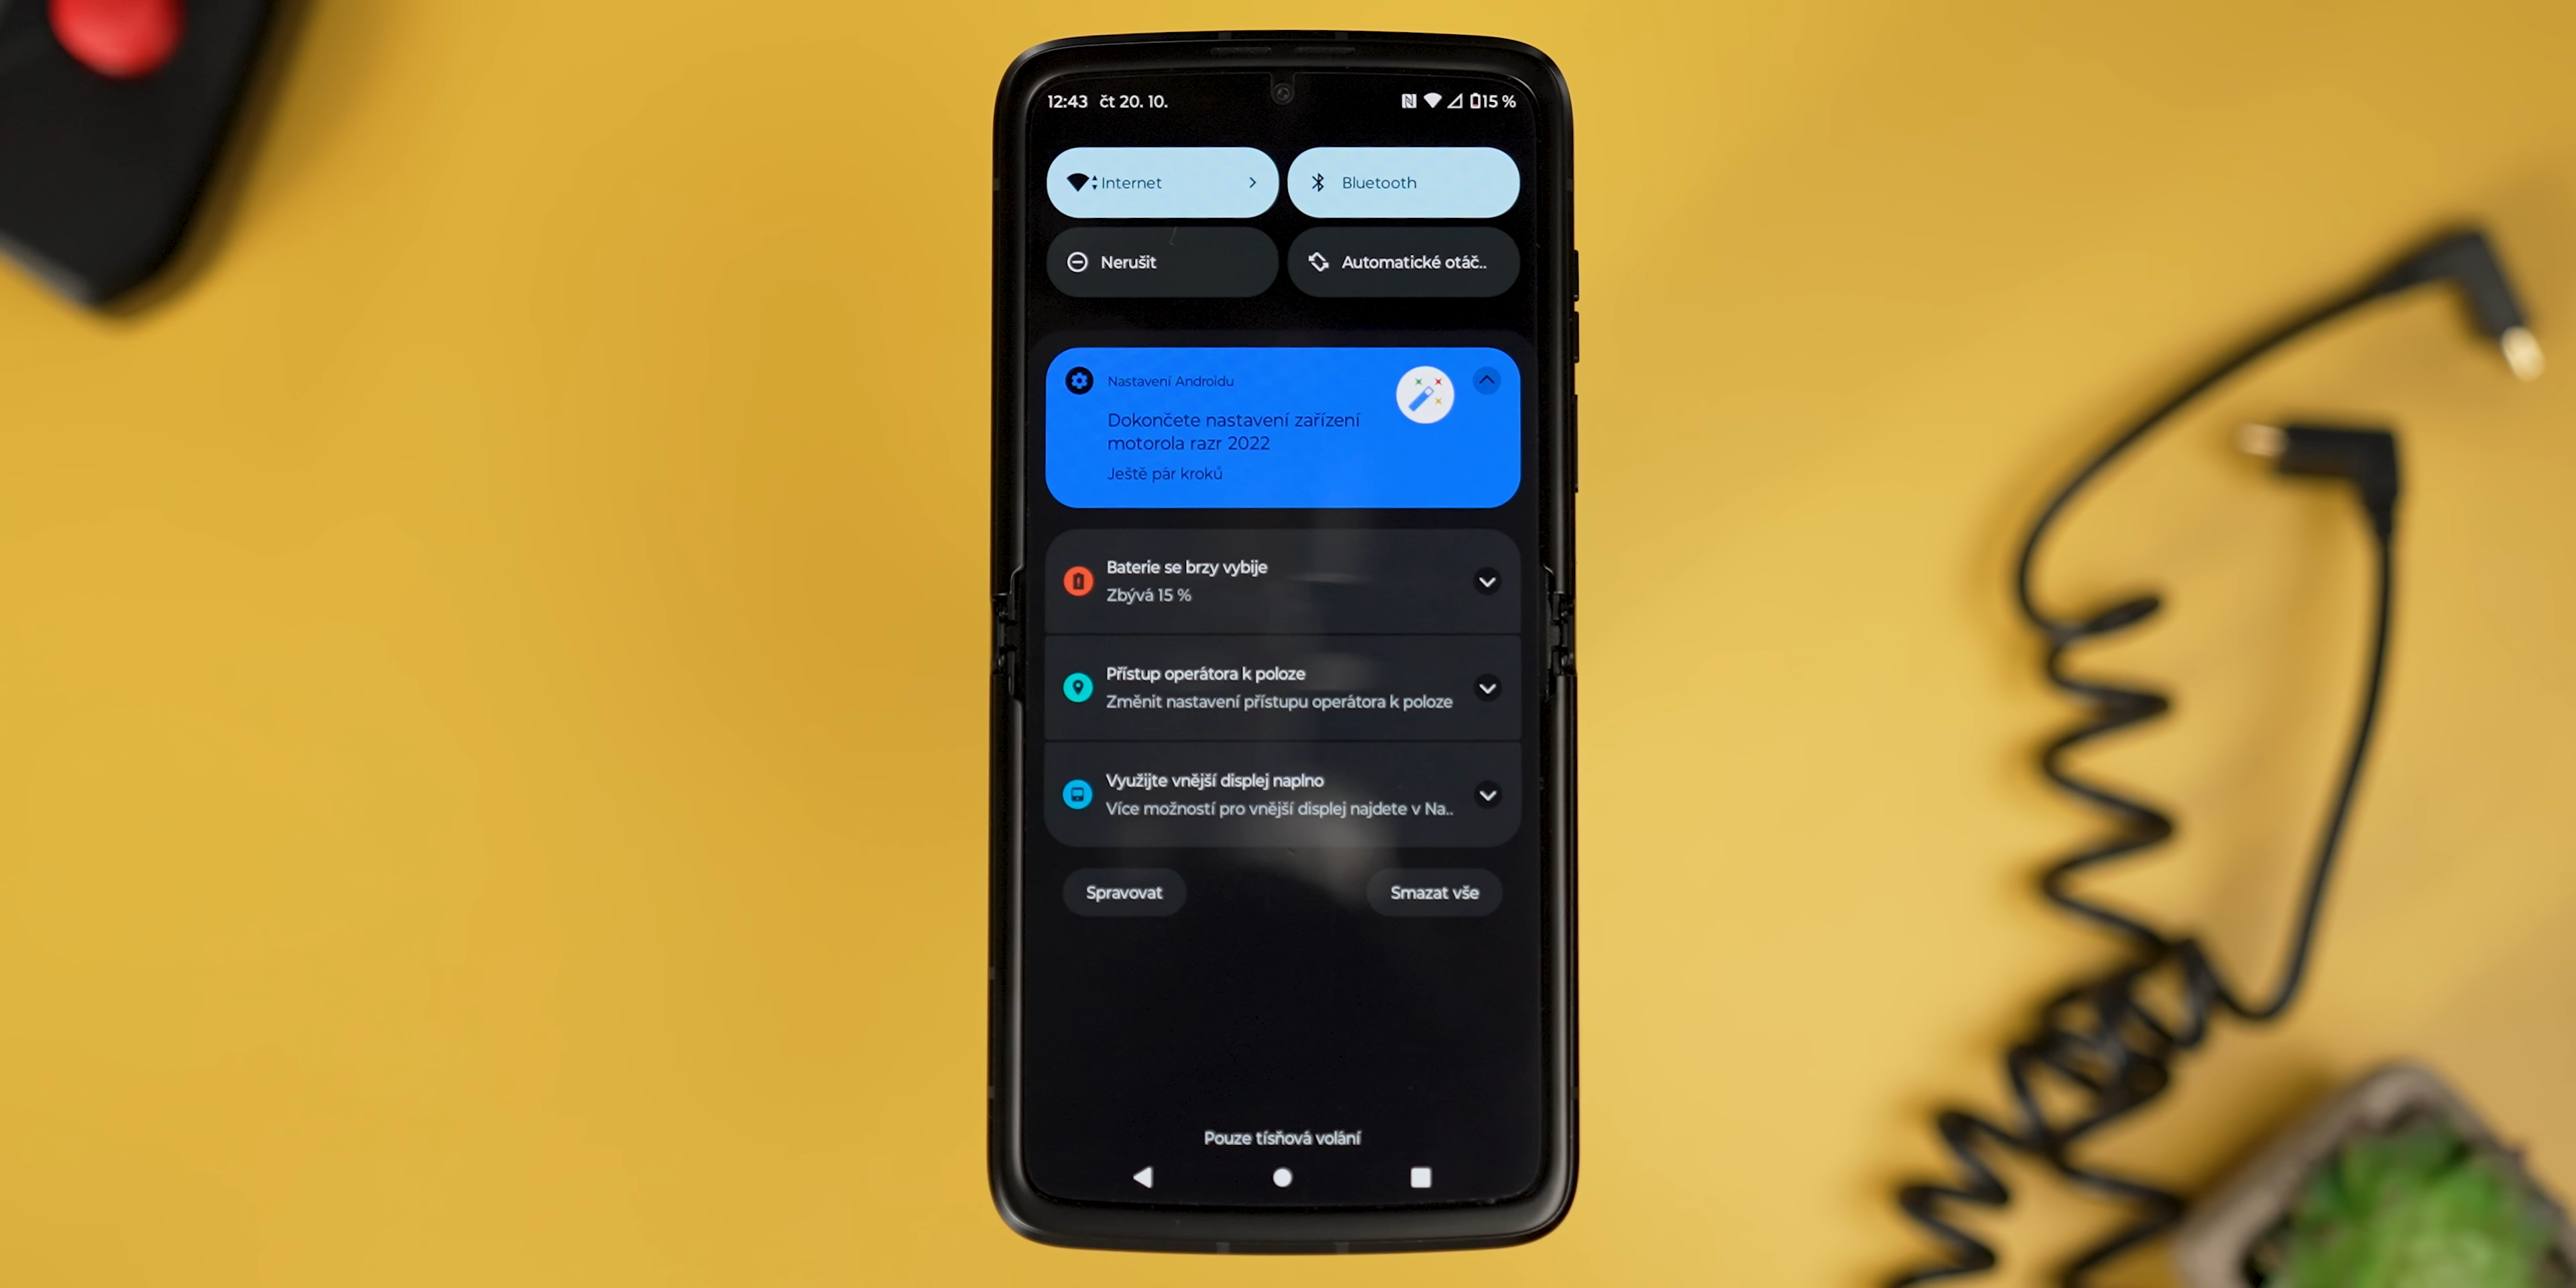 12:43 čt 20. 10.
15 %
Internet
Bluetooth
Nerušit
Automatické otáč..
Nastavení Androidu
Dokončete nastavení zařízení
motorola razr 2022
Ještě pár kroků
Baterie se brzy vybije
Zbývá 15 %
Přístup operátora k poloze
Změnit nastavení přístupu operátora k poloze
Využijte vnější displej naplno
Více možností pro vnější displej najdete v Na..
Spravovat
Smazat vše
Pouze tísňová volání